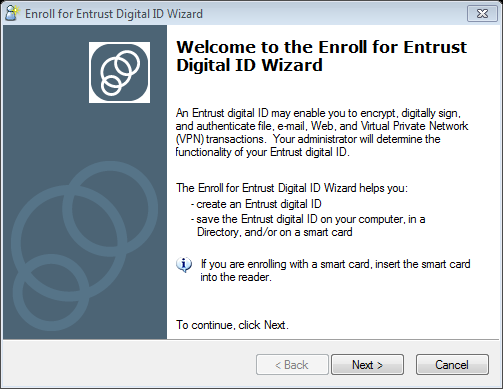 Enroll for Entrust Digital ID Wizard
Welcome to the Enroll for Entrust
Digital ID Wizard
An Entrust digital ID may enable you to encrypt, digitally sign,
and authenticate file, e-mail, Web, and Virtual Private Network
(VPN) transactions. Your administrator will determine the
functionality of your Entrust digital ID.
The Enroll for Entrust Digital ID Wizard helps you:
- create an Entrust digital ID
- save the Entrust digital ID on your computer, in a
Directory, and/or on a smart card
If you are enrolling with a smart card, insert the smart card
into the reader.
To continue, click Next.
< Back
Next >
Cancel